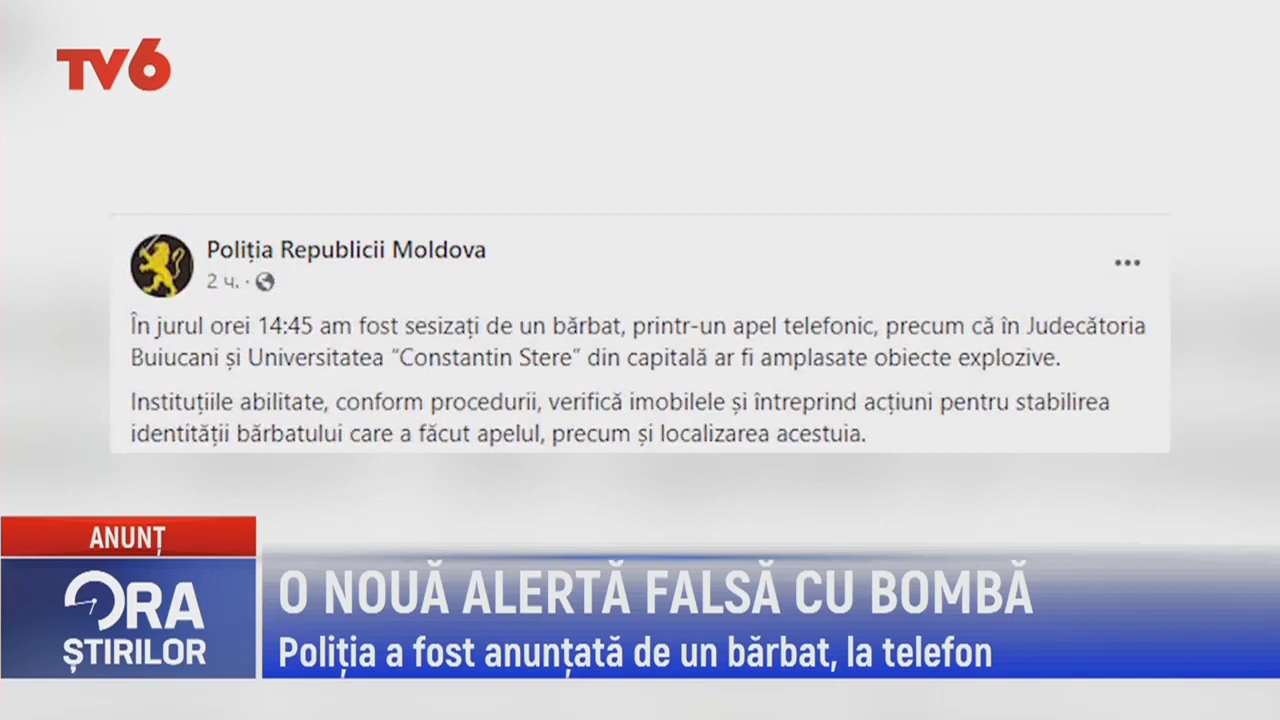 TV6
Poliția Republicii Moldova
2 ч. ·
În jurul orei 14:45 am fost sesizați de un bărbat, printr-un apel telefonic, precum că în Judecătoria
Buiucani și Universitatea “Constantin Stere” din capitală ar fi amplasate obiecte explozive.
Instituțiile abilitate, conform procedurii, verifică imobilele și întreprind acțiuni pentru stabilirea
identității bărbatului care a făcut apelul, precum și localizarea acestuia.
ANUNȚ
ORA
ȘTIRILOR
O NOUĂ ALERTĂ FALSĂ CU BOMBĂ
Poliția a fost anunțată de un bărbat, la telefon